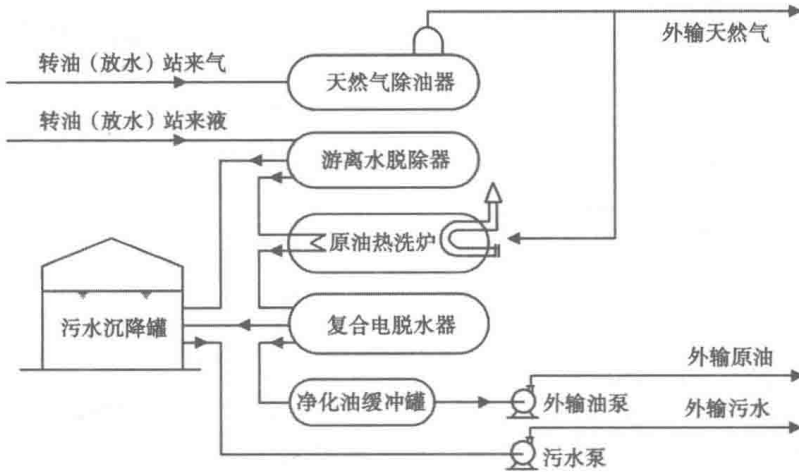 外输天然气
转油（放水）站来气
天然气除油器
转油（放水）站来液
游离水脱除器
原油热洗炉
污水沉降罐
复合电脱水器
外输原油
净化油缓冲罐
外输油泵
外输污水
污水泵